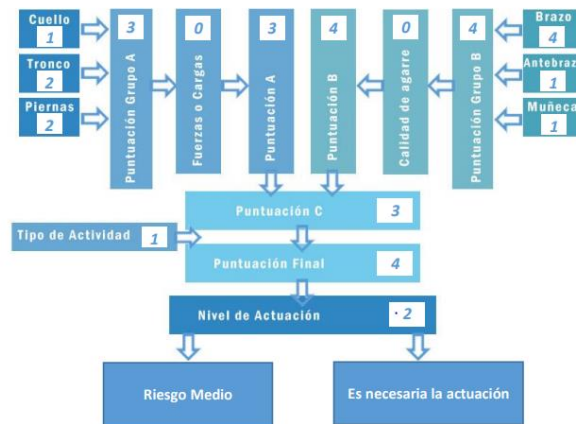 Cuello
1
Tronco
2
Piernas
2
3
Puntuación Grupo A
0
Fuerzas o Cargas
3
Puntuación A
4
Puntuación B
0
Calidad de agarre
4
Puntuación Grupo B
Brazo
4
Antebraz
1
Muñeca
1
Puntuación C
3
Tipo de Actividad
1
Puntuación Final
4
Nivel de Actuación
· 2
Riesgo Medio
Es necesaria la actuación